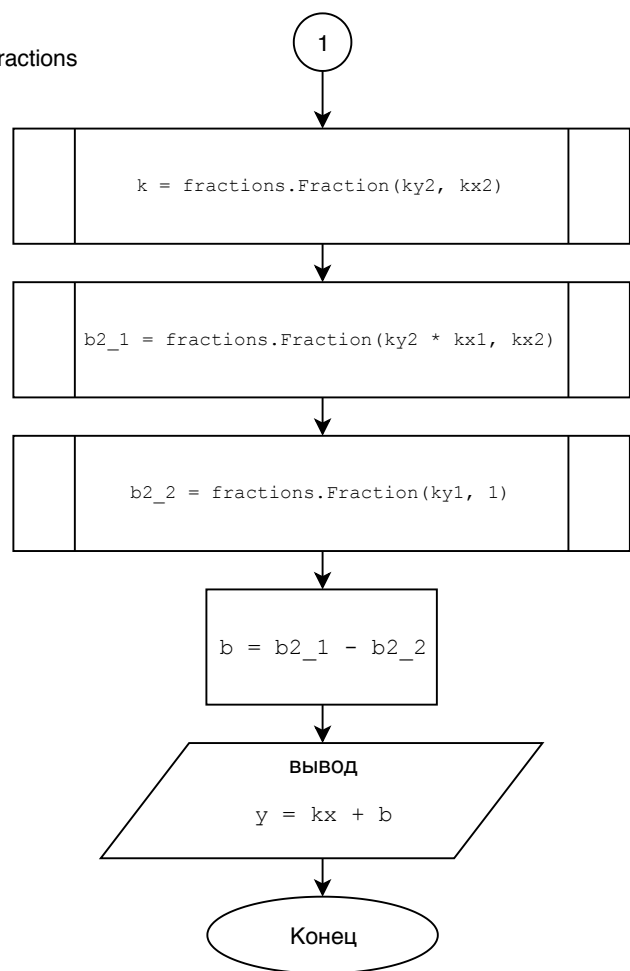 1
ractions
k = fractions.Fraction(ky2, kx2)
b2_1 = fractions.Fraction(ky2 * kx1, kx2)
b2_2 = fractions.Fraction(ky1, 1)
b = b2_1 - b2_2
вывод
y = kx + b
Конец